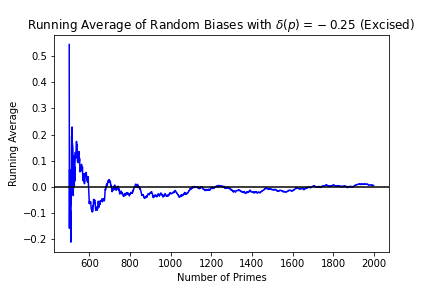 Running Average of Random Biases with δ(p) = −0.25 (Excised)
0.5
0.4
0.3
0.2
0.1
0.0
−0.1
−0.2
Running Average
600 800 1000 1200 1400 1600 1800 2000
Number of Primes